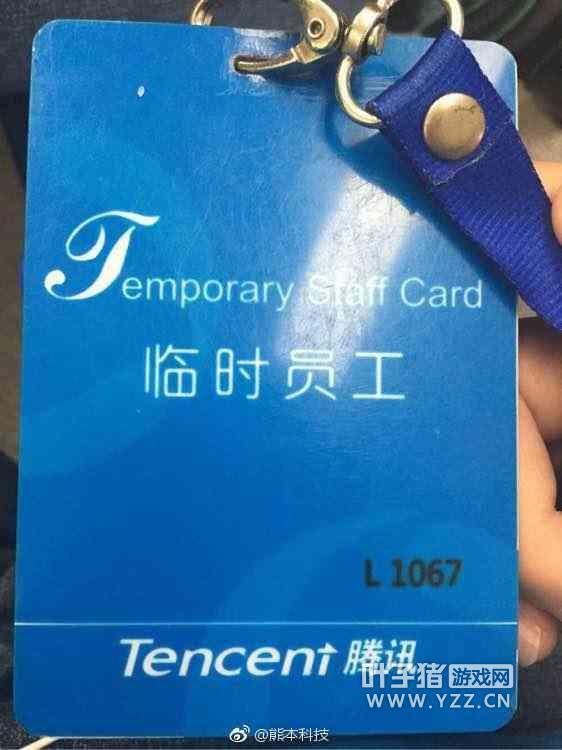 Temporary Staff Card
临时员工
L 1067
Tencent 腾讯
叶子猪游戏网
WWW.YZZ.CN
@熊本科技